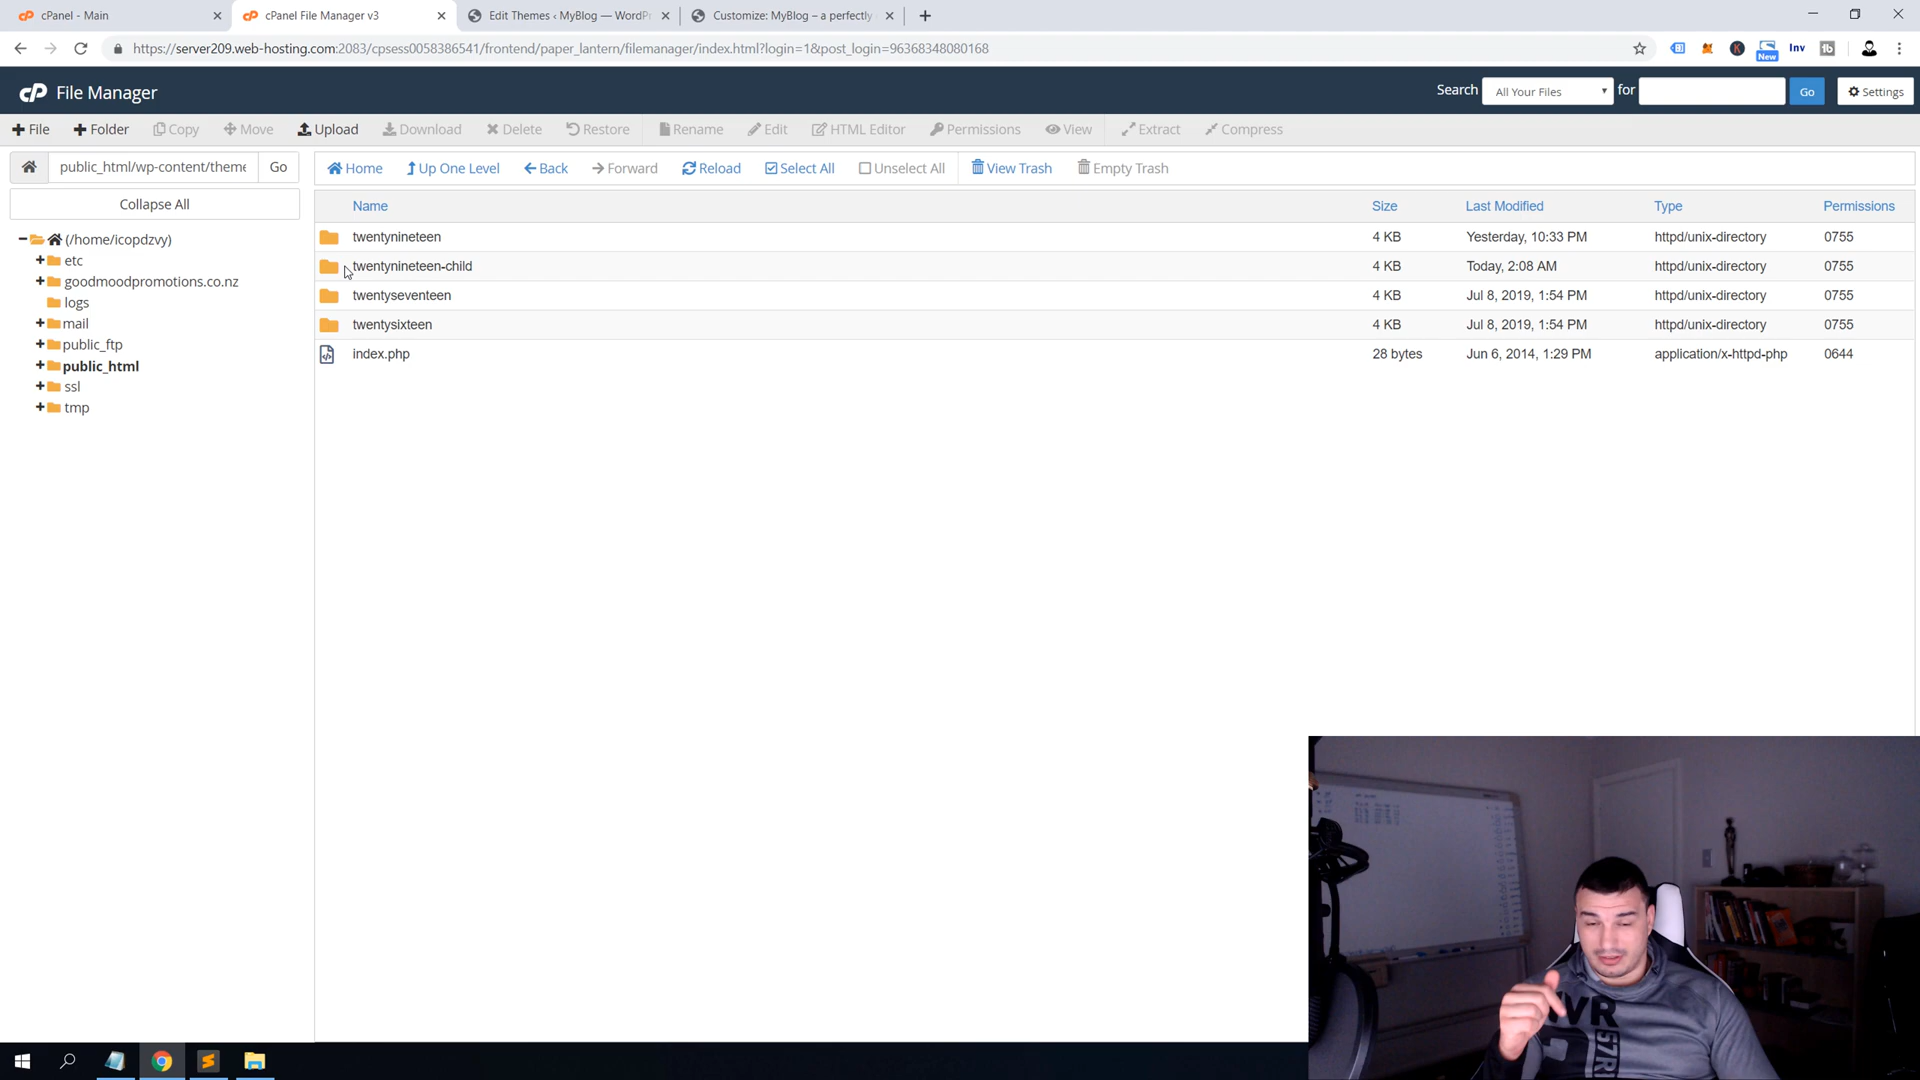 cPanel - Main
cPanel File Manager v3
Edit Themes ‹ MyBlog — WordPr
Customize: MyBlog – a perfectly
https://server209.web-hosting.com:2083/cpsess0058386541/frontend/paper_lantern/filemanager/index.html?login=1&post_login=96368348080168
New
Inv
File Manager
Search
All Your Files
for
Go
Settings
File
Folder
Copy
Move
Upload
Download
Delete
Restore
Rename
Edit
HTML Editor
Permissions
View
Extract
Compress
public_html/wp-content/theme
Go
Home
Up One Level
Back
Forward
Reload
Select All
Unselect All
View Trash
Empty Trash
Collapse All
(/home/icopdzvy)
etc
goodmoodpromotions.co.nz
logs
mail
public_ftp
public_html
ssl
tmp
Name Size Last Modified Type Permissions
twentynineteen 4 KB Yesterday, 10:33 PM httpd/unix-directory 0755
twentynineteen-child 4 KB Today, 2:08 AM httpd/unix-directory 0755
twentyseventeen 4 KB Jul 8, 2019, 1:54 PM httpd/unix-directory 0755
twentysixteen 4 KB Jul 8, 2019, 1:54 PM httpd/unix-directory 0755
index.php 28 bytes Jun 6, 2014, 1:29 PM application/x-httpd-php 0644